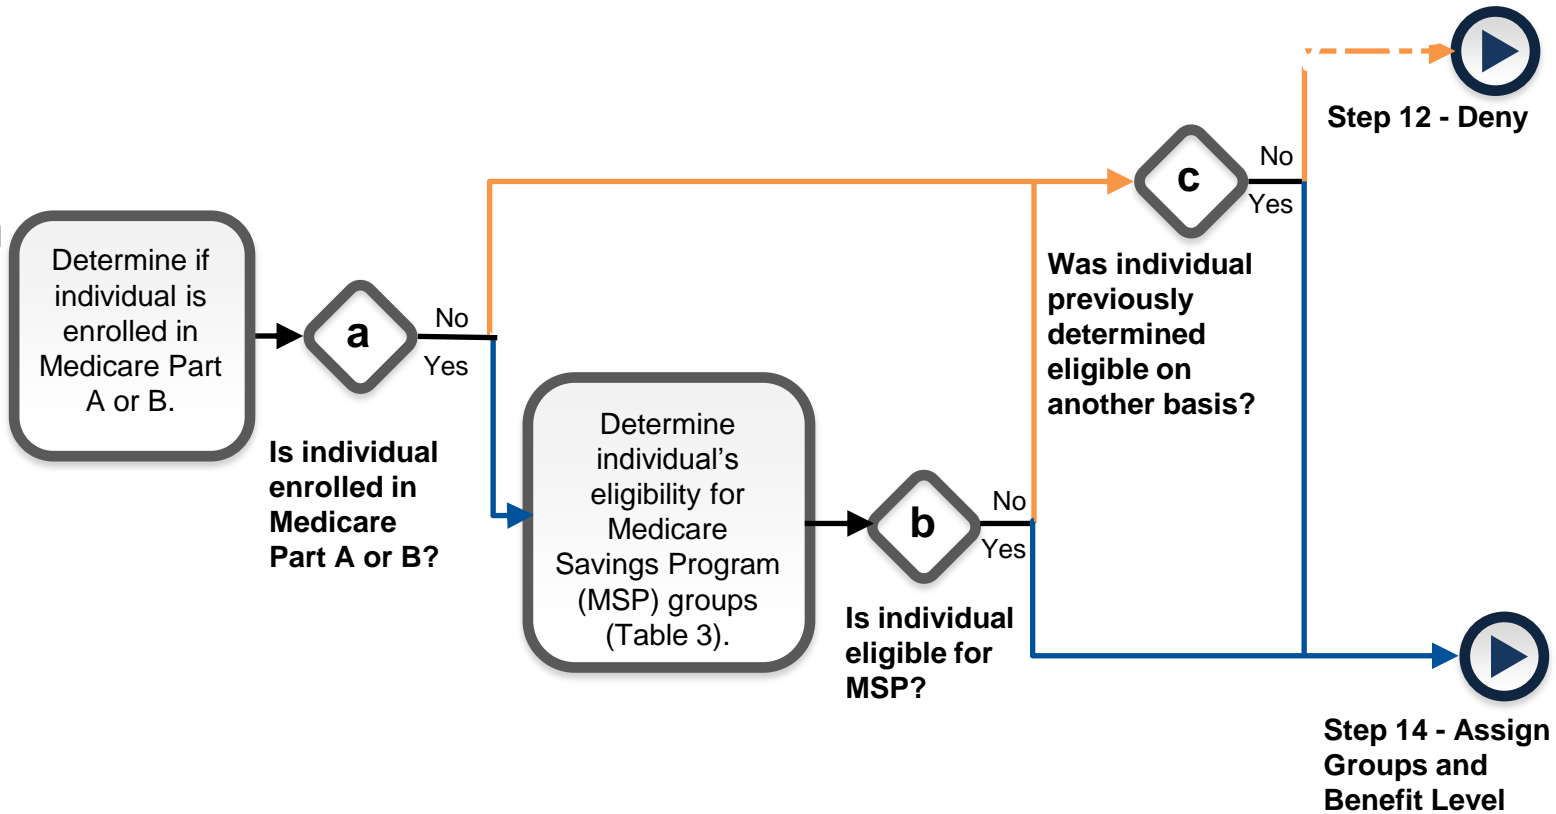 Determine if
individual is
enrolled in
Medicare Part
A or B.
a
No
Yes
Is individual
enrolled in
Medicare
Part A or B?
Determine
individual’s
eligibility for
Medicare
Savings Program
(MSP) groups
(Table 3).
b
No
Yes
Is individual
eligible for
MSP?
c
No
Yes
Was individual
previously
determined
eligible on
another basis?
Step 12 - Deny
Step 14 - Assign
Groups and
Benefit Level